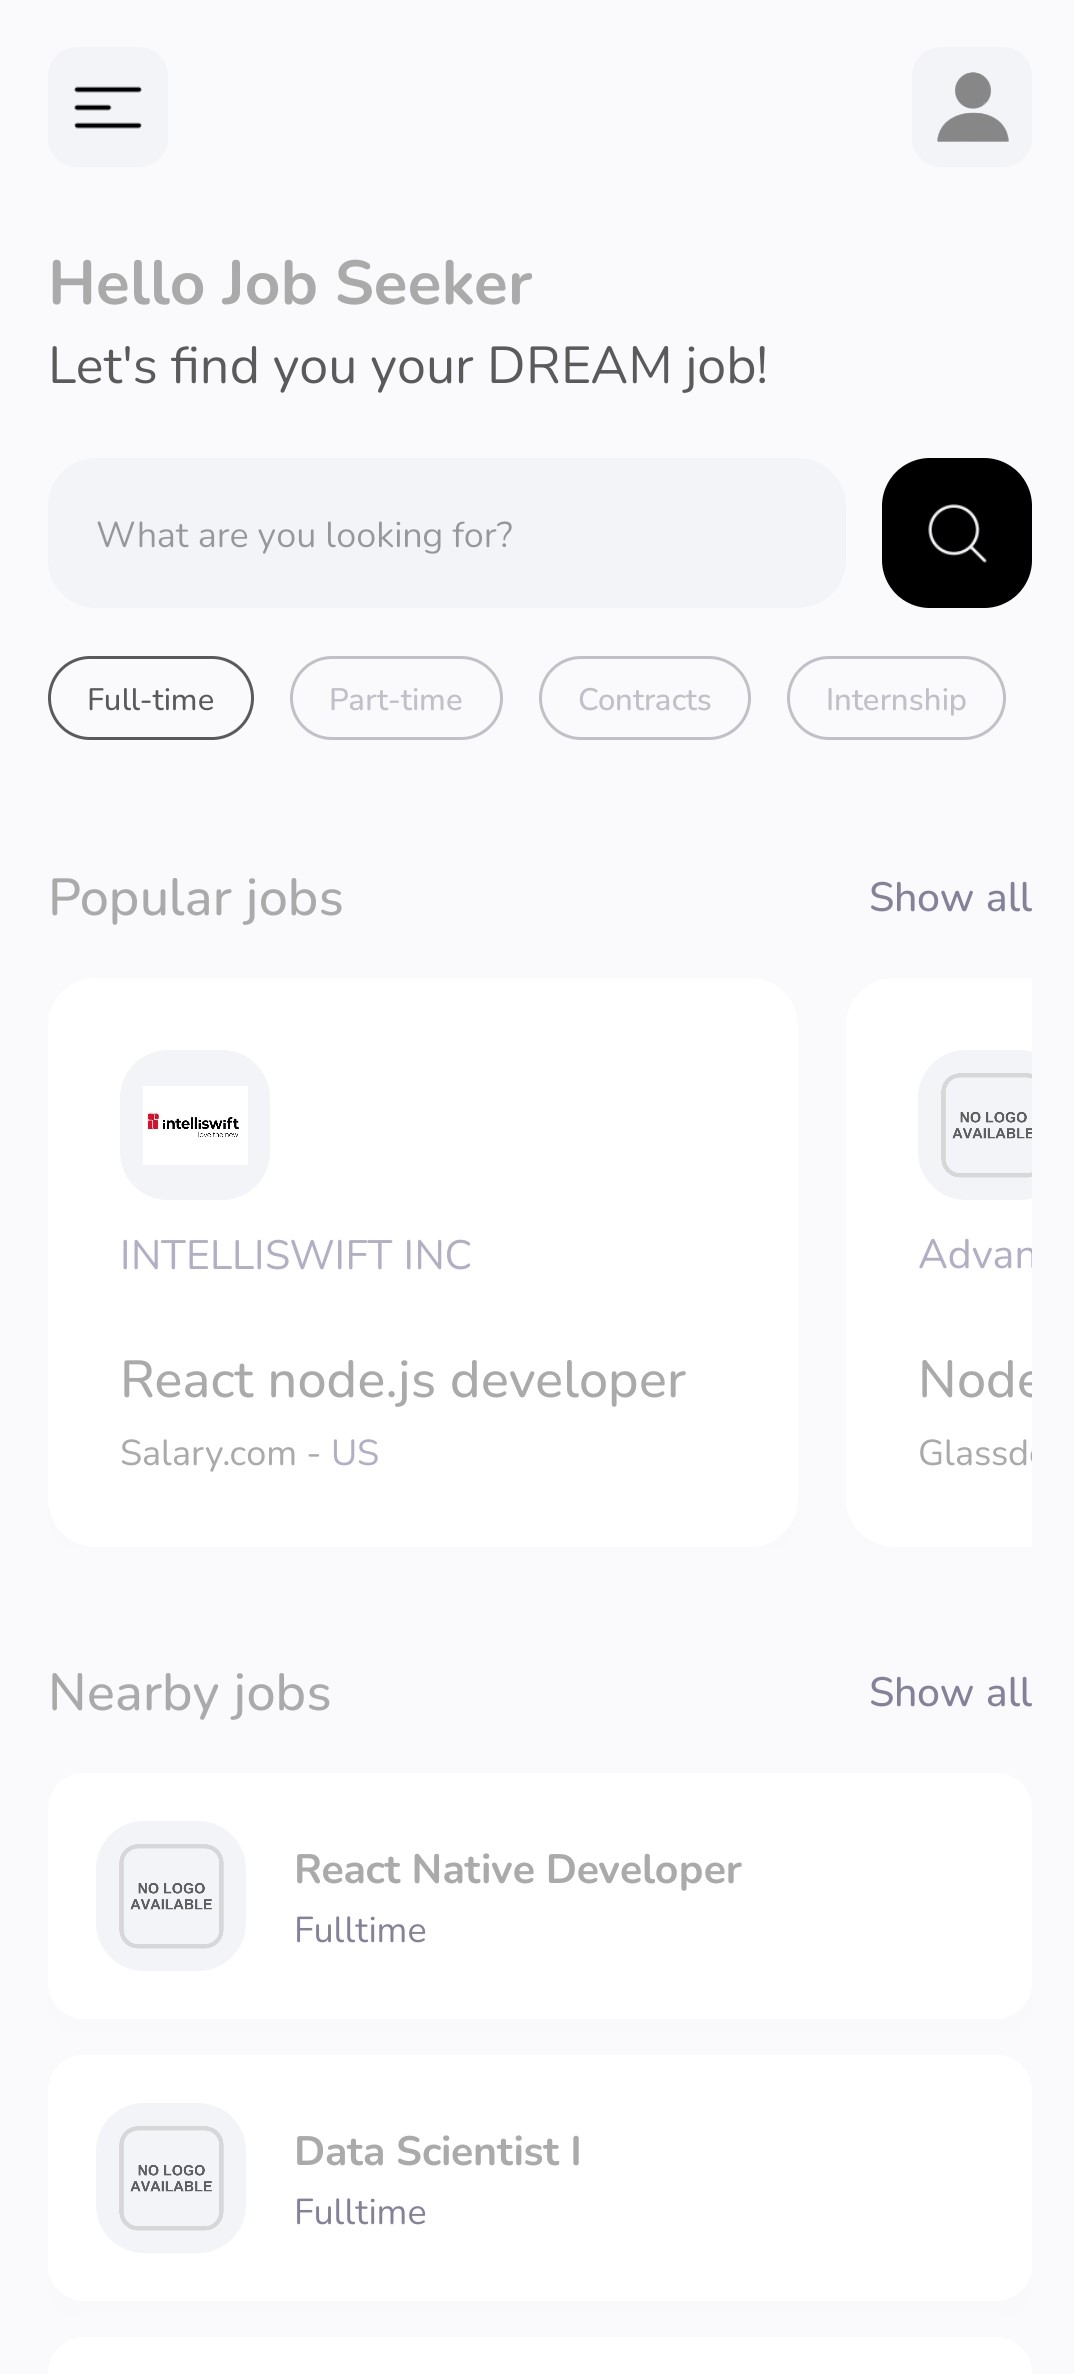 Hello Job Seeker
Let's find you your DREAM job!
What are you looking for?
Full-time Part-time Contracts Internship
Popular jobs Show all
intelliswift
love the new
INTELLISWIFT INC
React node.js developer
Salary.com - US
NO LOGO
AVAILABLE
Advan
Node
Glassd
Nearby jobs Show all
NO LOGO
AVAILABLE
React Native Developer
Fulltime
NO LOGO
AVAILABLE
Data Scientist I
Fulltime